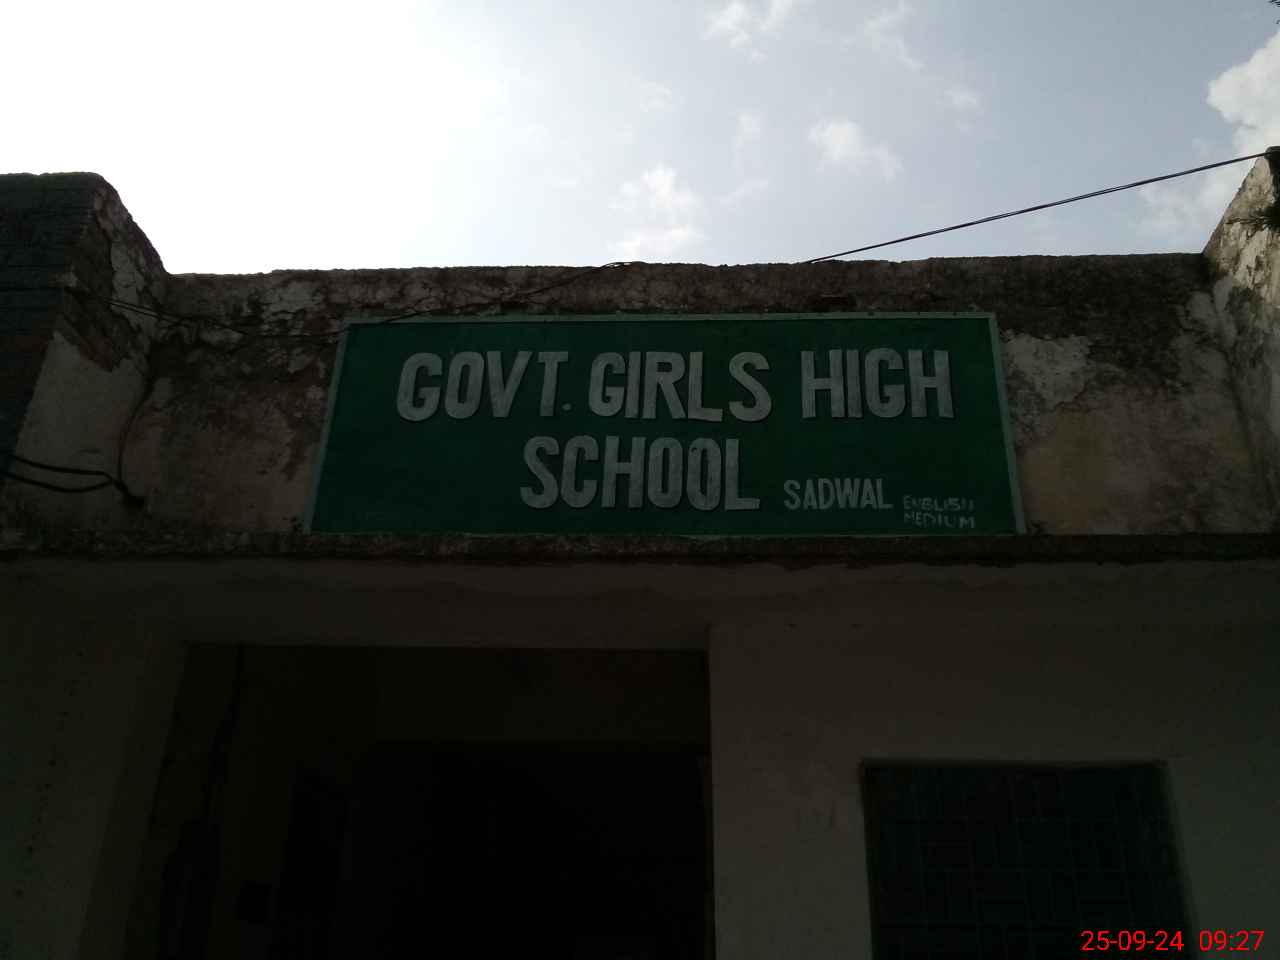 GOVT. GIRLS HIGH
SCHOOL SADWAL ENGLISH
MEDIUM
25-09-24 09:27